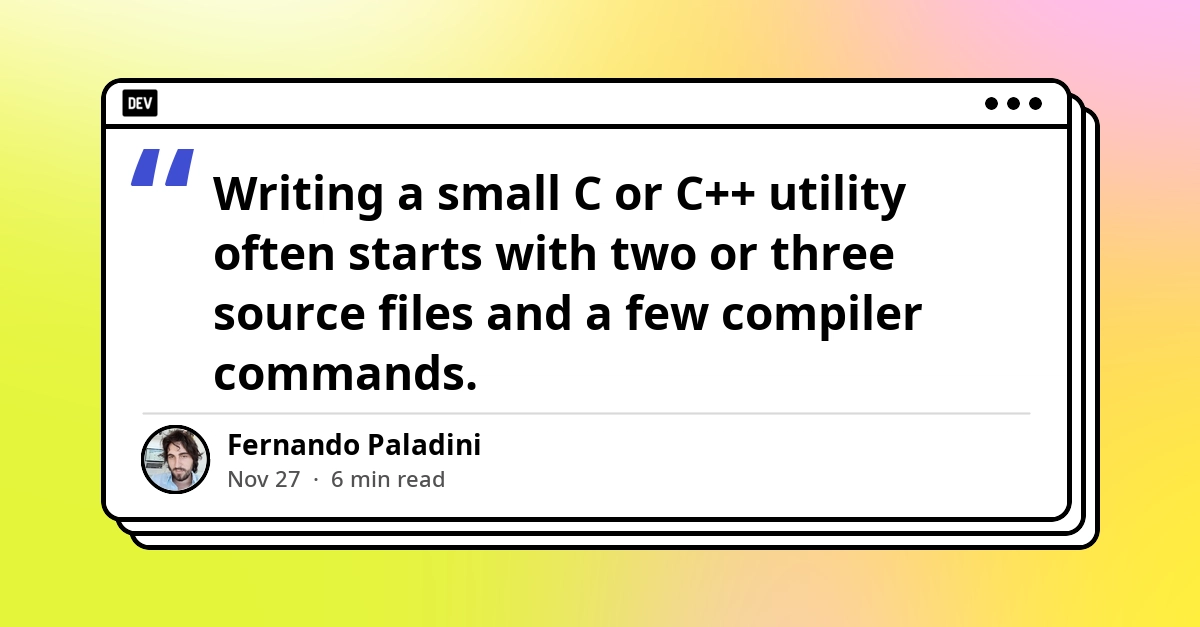 DEV
“
Writing a small C or C++ utility
often starts with two or three
source files and a few compiler
commands.
Fernando Paladini
Nov 27 · 6 min read